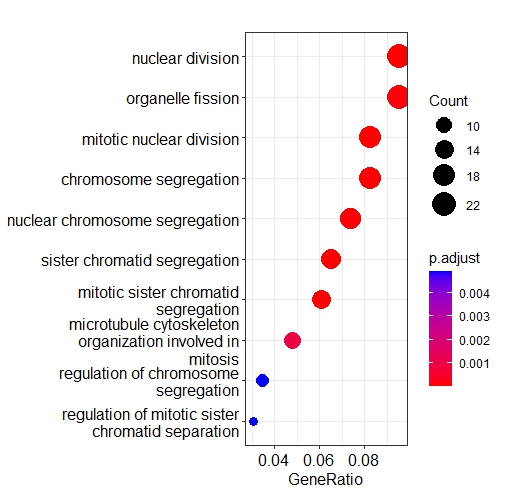 nuclear division
organelle fission
mitotic nuclear division
chromosome segregation
nuclear chromosome segregation
sister chromatid segregation
mitotic sister chromatid
segregation
microtubule cytoskeleton
organization involved in
mitosis
regulation of chromosome
segregation
regulation of mitotic sister
chromatid separation
0.04 0.06 0.08
GeneRatio
Count
10
14
18
22
p.adjust
0.004
0.003
0.002
0.001